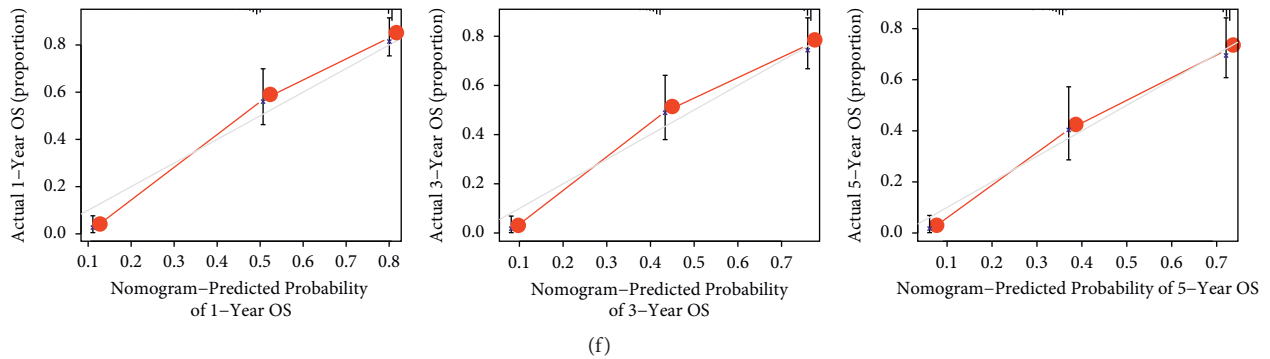 Actual 1−Year OS (proportion)
0.8
0.6
0.4
0.2
0.0
0.1 0.2 0.3 0.4 0.5 0.6 0.7 0.8
Nomogram−Predicted Probability
of 1−Year OS
Actual 3−Year OS (proportion)
0.8
0.6
0.4
0.2
0.0
0.1 0.2 0.3 0.4 0.5 0.6 0.7
Nomogram−Predicted Probability
of 3−Year OS
Actual 5−Year OS (proportion)
0.8
0.6
0.4
0.2
0.0
0.1 0.2 0.3 0.4 0.5 0.6 0.7
Nomogram−Predicted Probability of 5−Year OS
(f)